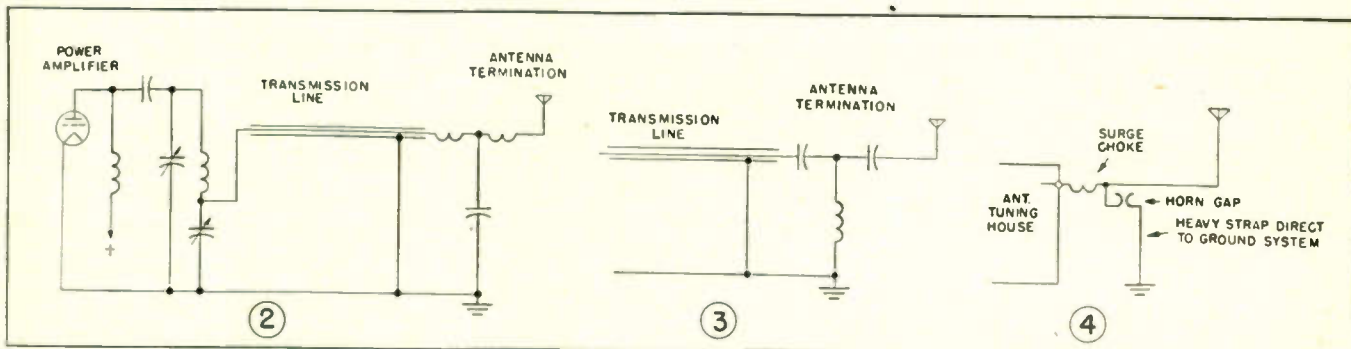 POWER
AMPLIFIER
TRANSMISSION
LINE
ANTENNA
TERMINATION
+
2
TRANSMISSION
LINE
ANTENNA
TERMINATION
3
SURGE
CHOKE
ANT.
TUNING
HOUSE
HORN GAP
HEAVY STRAP DIRECT
TO GROUND SYSTEM
4